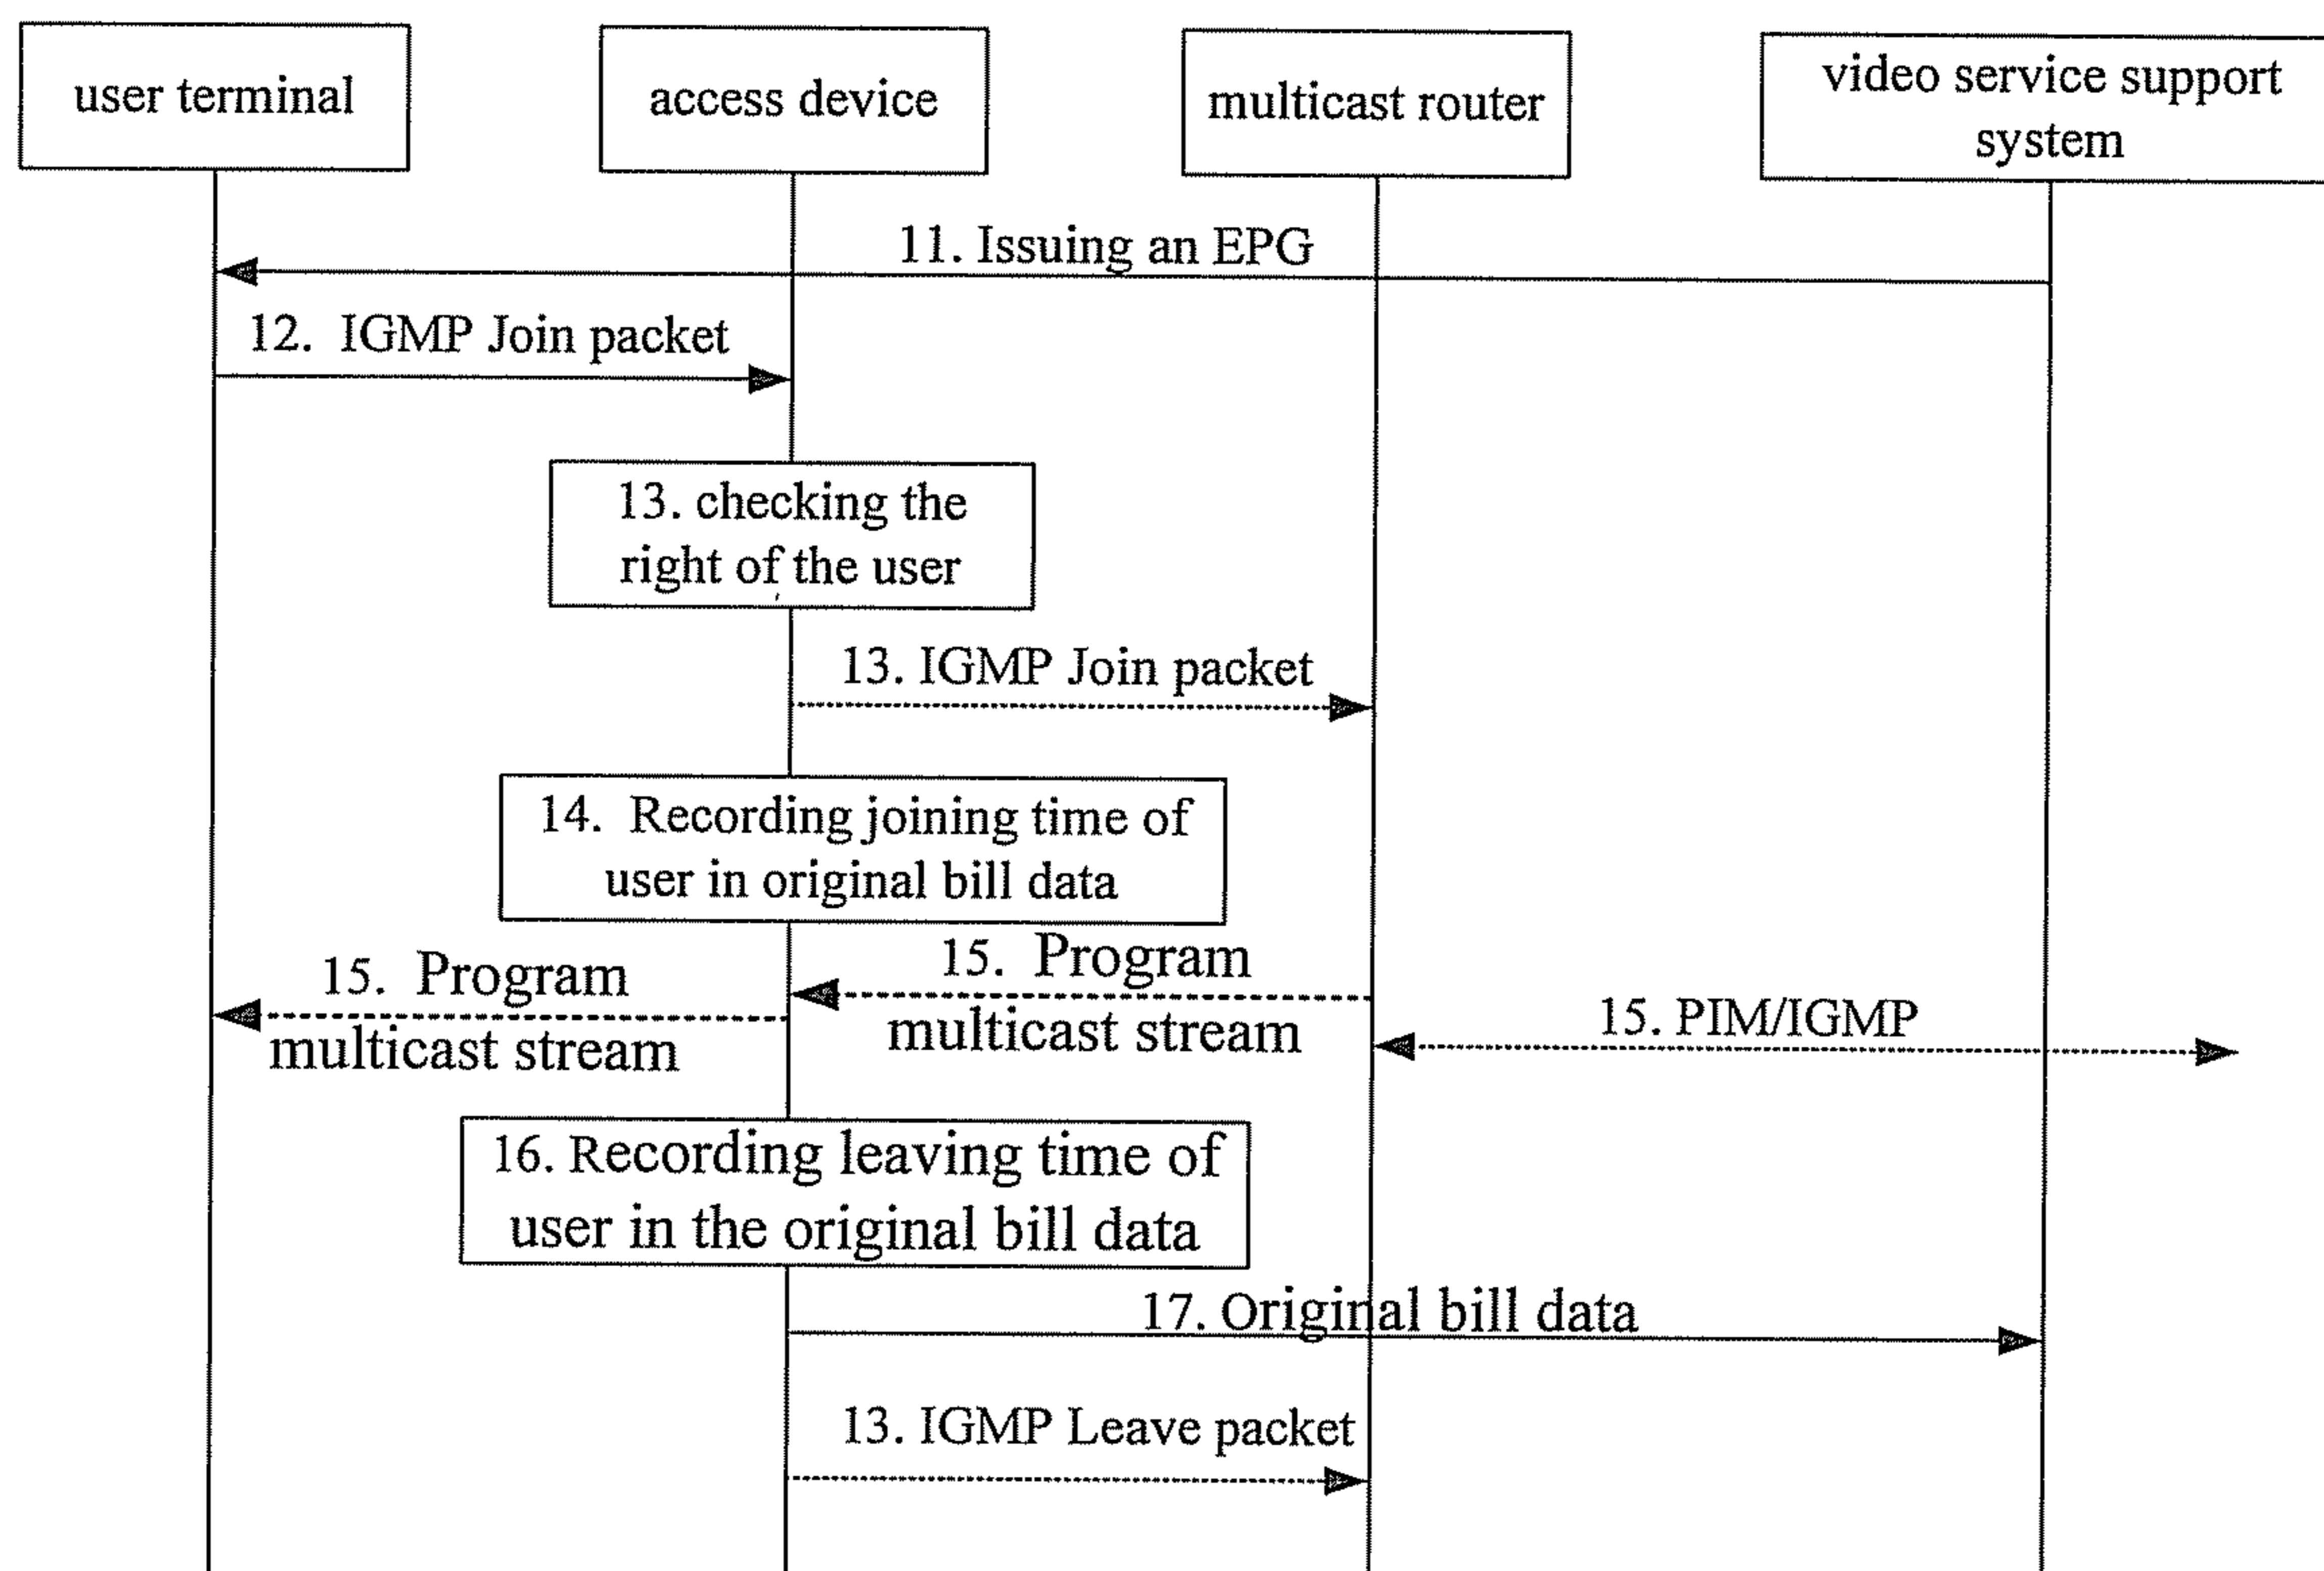 user terminal
access device
multicast router
video service support
system
11. Issuing an EPG
12. IGMP Join packet
13. checking the
right of the user
13. IGMP Join packet
14. Recording joining time of
user in original bill data
15. Program
multicast stream
15. Program
multicast stream
15. PIM/IGMP
16. Recording leaving time of
user in the original bill data
17. Original bill data
13. IGMP Leave packet